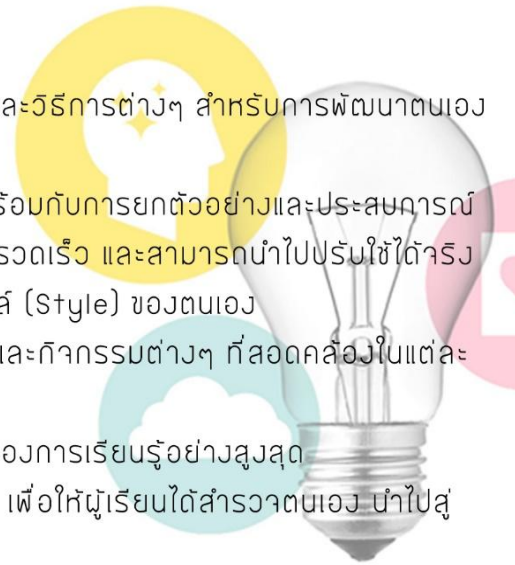 ละวิธีการต่างๆ สำหรับการพัฒนาตนเอง
ร้อมกับการยกตัวอย่างและประสบการณ์
รวดเร็ว และสามารถนำไปปรับใช้ได้จริง
ล์ (Style) ของตนเอง
และกิจกรรมต่างๆ ที่สอดคล้องในแต่ละ
องการเรียนรู้อย่างสูงสุด
เพื่อให้ผู้เรียนได้สำรวจตนเอง นำไปสู่